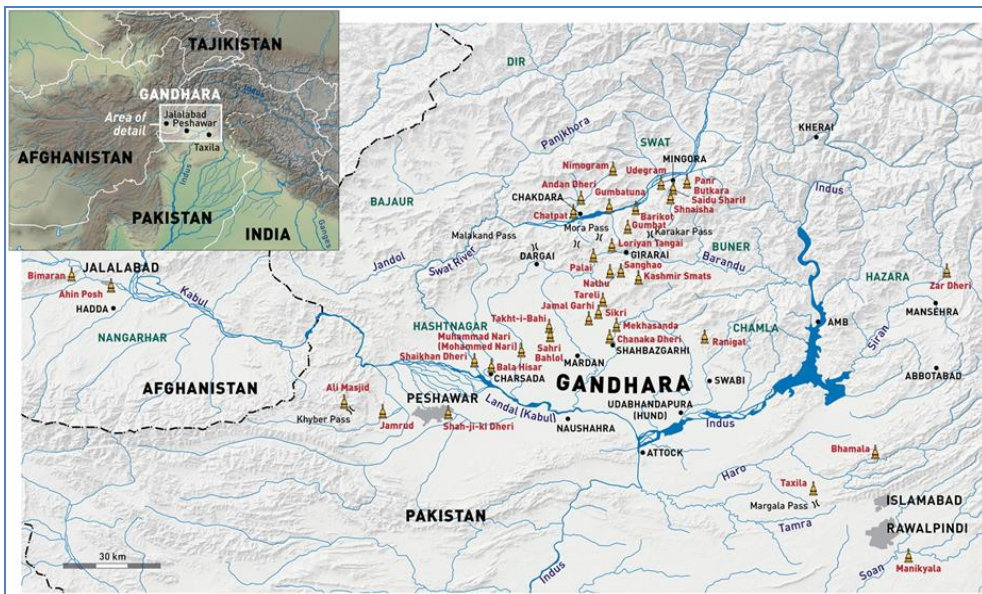 TAJIKISTAN
GANDHARA
Indus
Area of
detail
Jalalabad
Peshawar
Taxila
AFGHANISTAN
Indus
PAKISTAN
INDIA
Ganges
DIR
Panjkhora
KHERAI
SWAT
MINGORA
Nimogram
Udegram
Panr
Butkara
Saidu Sharif
Shnaisha
Indus
Andan Dheri
Gumbatuna
BAJAUR
CHAKDARA
Chatpat
Barikot
Mora Pass
Gumbat
Karakar Pass
Malakand Pass
Loriyan Tangai
BUNER
Jandol
Swat River
DARGAI
GIRARAI
Barandu
Palai
Sanghao
Nathu
Kashmir Smats
HAZARA
Zar Dheri
Bimaran
JALALABAD
Ahin Posh
HADDA
Kabul
NANGARHAR
Tareli
Jamal Garhi
Sikri
MANSEHRA
HASHTNAGAR
Takht-i-Bahi
Mekhasanda
CHAMLA
AMB
Siran
Muhammad Nari
(Mohammed Nari)
Sahri
Bahlol
Chanaka Dheri
SHAHBAZGARHI
Ranigat
Shaikhan Dheri
Bala Hisar
CHARSADA
MARDAN
ABBOTABAD
AFGHANISTAN
GANDHARA
SWABI
Ali Masjid
PESHAWAR
Landal (Kabul)
UDABHANDAPURA
(HUND)
Indus
Khyber Pass
Jamrud
Shah-ji-ki Dheri
NAUSHAHRA
ATTOCK
Bhamala
Haro
Taxila
Margala Pass
ISLAMABAD
PAKISTAN
Tamra
RAWALPINDI
30 km
Indus
Soan
Manikyala